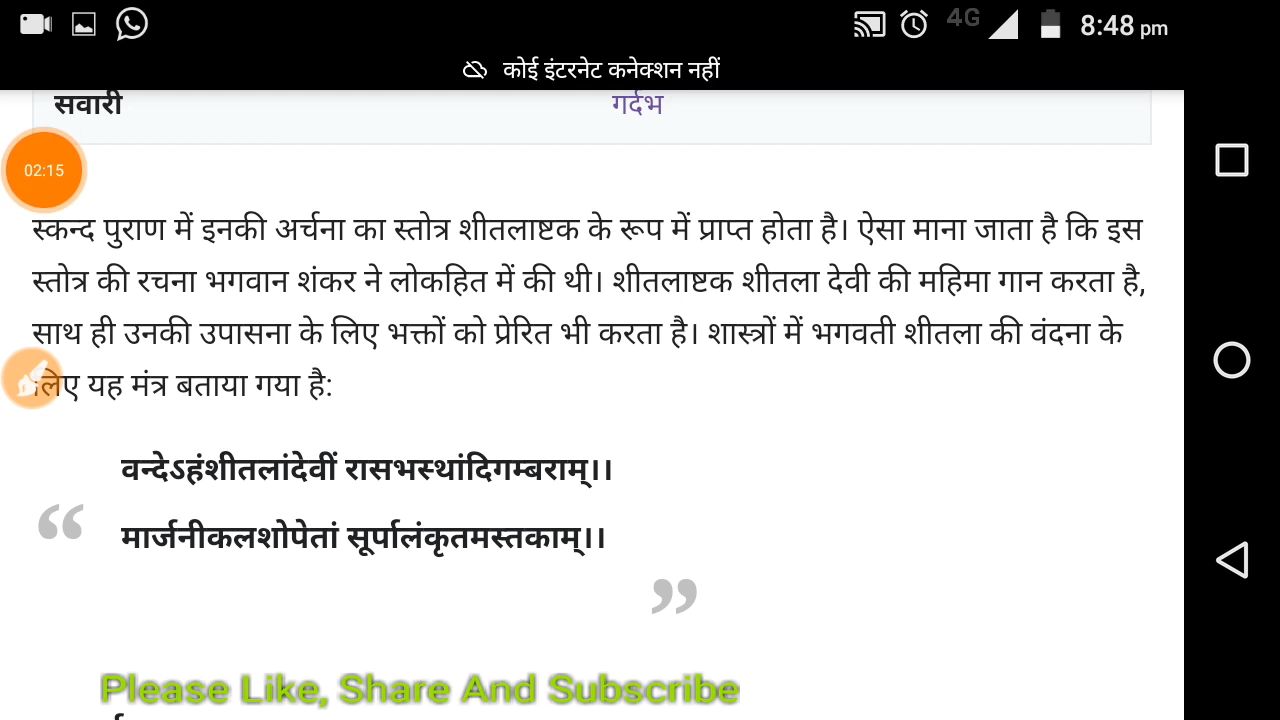 4G 8:48 pm
कोई इंटरनेट कनेक्शन नहीं
सवारी गर्दभ
02:15
स्कन्द पुराण में इनकी अर्चना का स्तोत्र शीतलाष्टक के रूप में प्राप्त होता है। ऐसा माना जाता है कि इस
स्तोत्र की रचना भगवान शंकर ने लोकहित में की थी। शीतलाष्टक शीतला देवी की महिमा गान करता है,
साथ ही उनकी उपासना के लिए भक्तों को प्रेरित भी करता है। शास्त्रों में भगवती शीतला की वंदना के
लिए यह मंत्र बताया गया है:
“ वन्देऽहंशीतलांदेवीं रासभस्थांदिगम्बराम्।।
मार्जनीकलशोपेतां सूर्पालंकृतमस्तकाम्।। ”
Please Like, Share And Subscribe